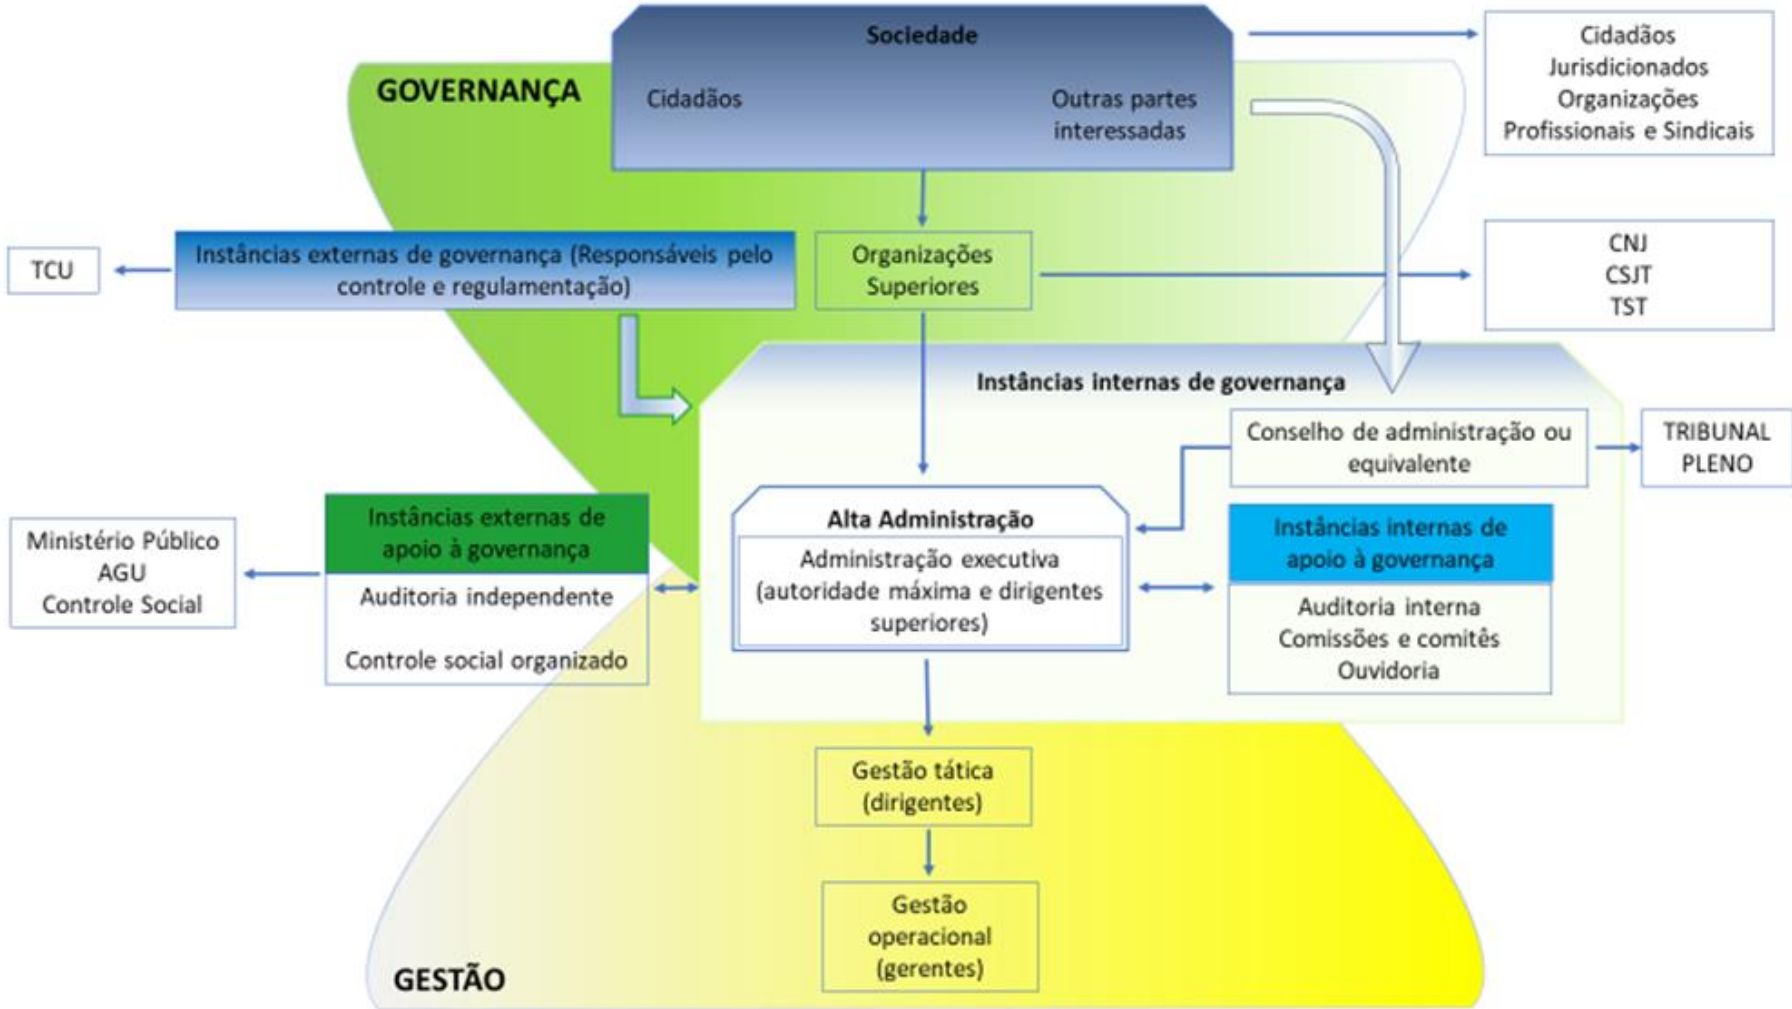 Sociedade
Cidadãos
Outras partes
interessadas
Cidadãos
Jurisdicionados
Organizações
Profissionais e Sindicais
GOVERNANÇA
TCU
Instâncias externas de governança (Responsáveis pelo
controle e regulamentação)
Organizações
Superiores
CNJ
CSJT
TST
Instâncias internas de governança
Conselho de administração ou
equivalente
TRIBUNAL
PLENO
Ministério Público
AGU
Controle Social
Instâncias externas de
apoio à governança
Auditoria independente
Controle social organizado
Alta Administração
Administração executiva
(autoridade máxima e dirigentes
superiores)
Instâncias internas de
apoio à governança
Auditoria interna
Comissões e comitês
Ouvidoria
Gestão tática
(dirigentes)
Gestão
operacional
(gerentes)
GESTÃO